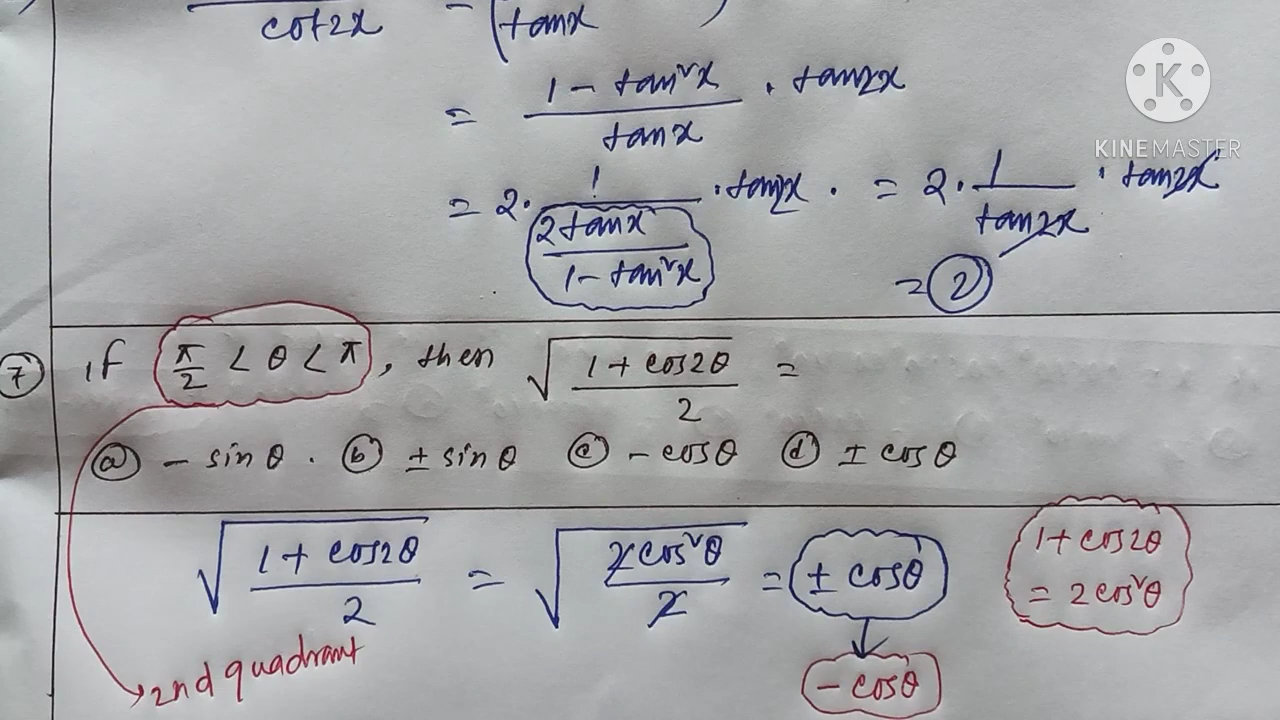 cot2x = (tanx )
= 1 - tan²x / tanx . tan2x
= 2. 1 / (2tanx / 1 - tan²x) . tan2x . = 2. 1 / tan2x . tan2x
= 2
KINEMASTER
7 if π/2 < θ < π, then √(1 + cos2θ / 2) =
a - sinθ . b ± sinθ c - cosθ d ± cosθ
√(1 + cos2θ / 2) = √(2cos²θ / 2) = ± cosθ
1 + cos2θ
= 2cos²θ
→ 2nd quadrant
- cosθ